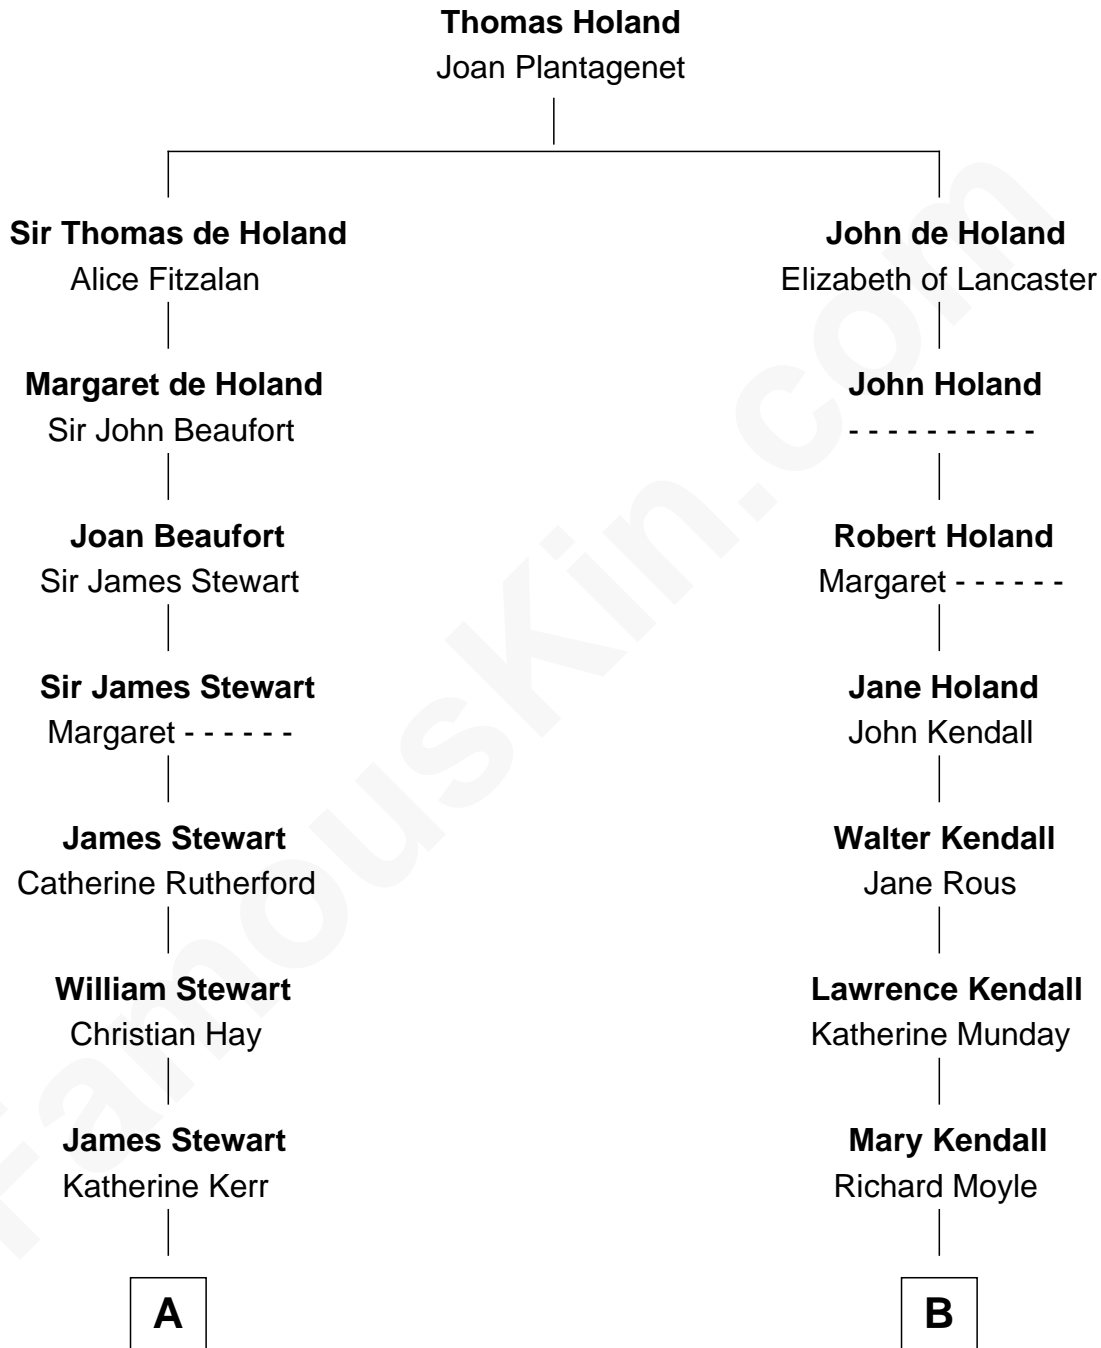 Thomas Holand
Joan Plantagenet
Sir Thomas de Holand
Alice Fitzalan
John de Holand
Elizabeth of Lancaster
Margaret de Holand
Sir John Beaufort
John Holand
- - - - - - - - - -
Joan Beaufort
Sir James Stewart
Robert Holand
Margaret - - - - - -
Sir James Stewart
Margaret - - - - - -
Jane Holand
John Kendall
James Stewart
Catherine Rutherford
Walter Kendall
Jane Rous
William Stewart
Christian Hay
Lawrence Kendall
Katherine Munday
James Stewart
Katherine Kerr
Mary Kendall
Richard Moyle
A
B
FamousKin.com